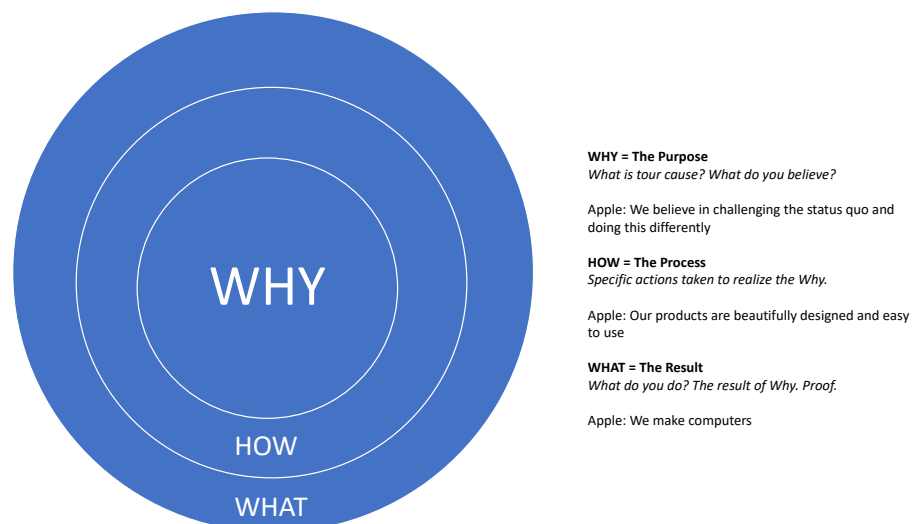 WHY
HOW
WHAT
WHY = The Purpose
What is tour cause? What do you believe?
Apple: We believe in challenging the status quo and
doing this differently
HOW = The Process
Specific actions taken to realize the Why.
Apple: Our products are beautifully designed and easy
to use
WHAT = The Result
What do you do? The result of Why. Proof.
Apple: We make computers